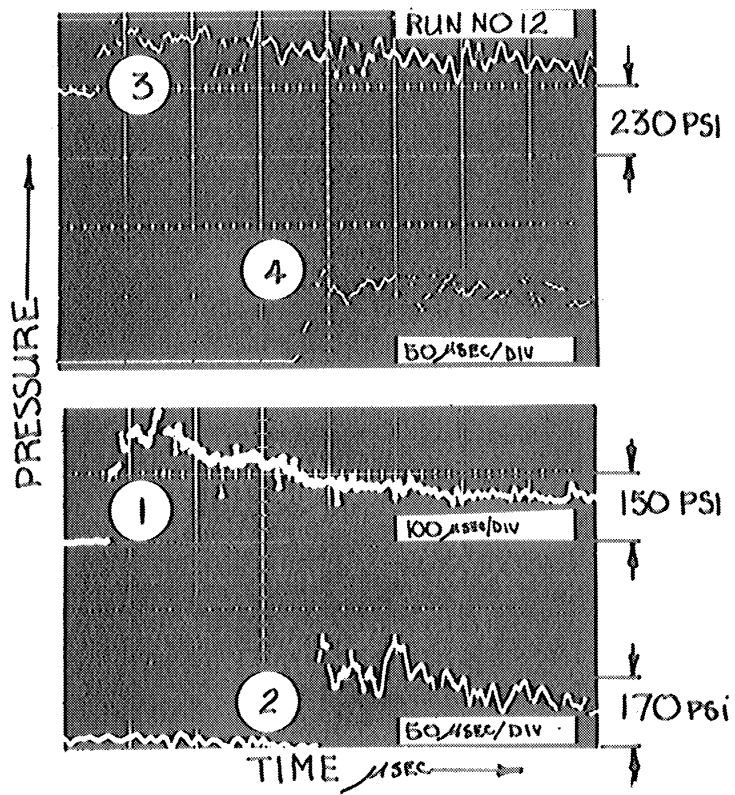 RUN NO 12
3
230 PSI
4
50 μSEC/DIV
PRESSURE
1
150 PSI
100 μSEC/DIV
2
170 PSi
50 μSEC/DIV
TIME μSEC